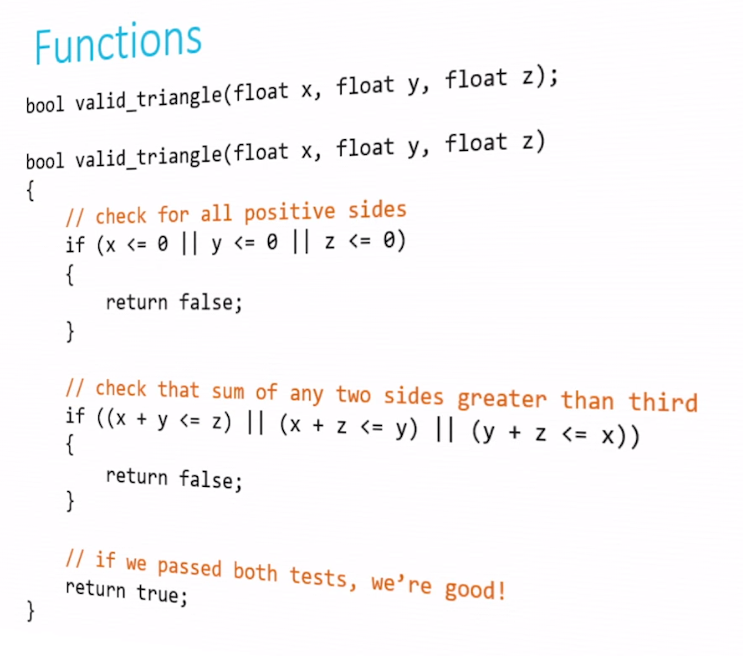 Functions
bool valid_triangle(float x, float y, float z);
bool valid_triangle(float x, float y, float z)
{
// check for all positive sides
if (x <= 0 || y <= 0 || z <= 0)
{
return false;
}
// check that sum of any two sides greater than third
if ((x + y <= z) || (x + z <= y) || (y + z <= x))
{
return false;
}
// if we passed both tests, we’re good!
return true;
}